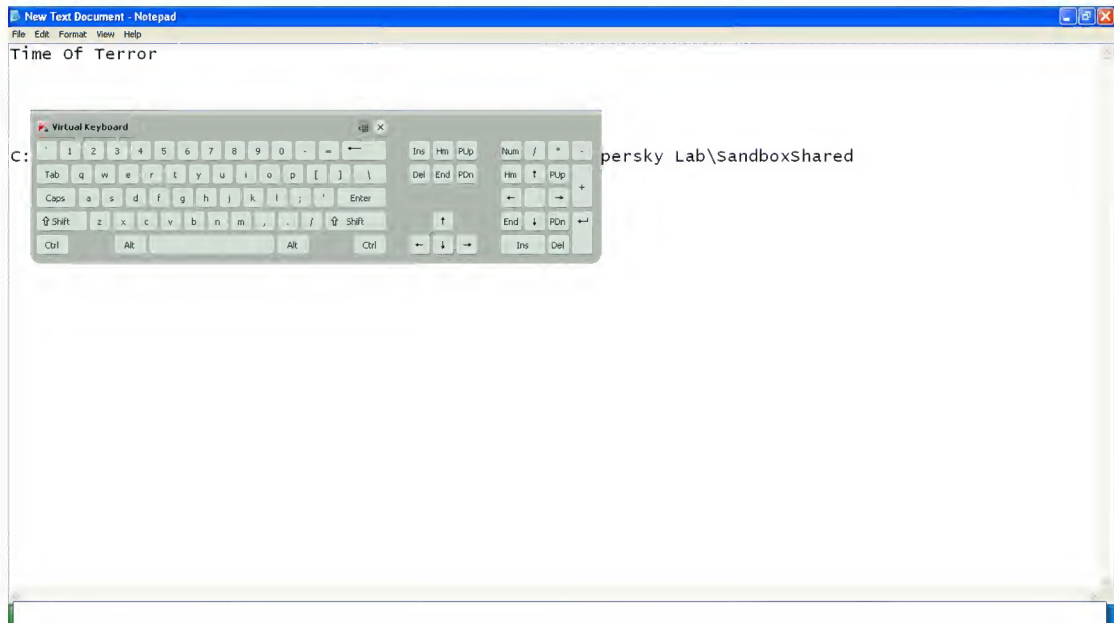 New Text Document - Notepad
File Edit Format View Help
Time Of Terror
Virtual Keyboard
C:
` 1 2 3 4 5 6 7 8 9 0 - = ← Ins Hm PUp Num / * -
persky Lab\SandboxShared
Tab q w e r t y u i o p [ ] \ Del End PDn Hm ↑ PUp +
Caps a s d f g h j k l ; ' Enter ← →
⇧ Shift z x c v b n m , . / ⇧ Shift ↑ End ↓ PDn ↵
Ctrl Alt Alt Ctrl ← ↓ → Ins Del